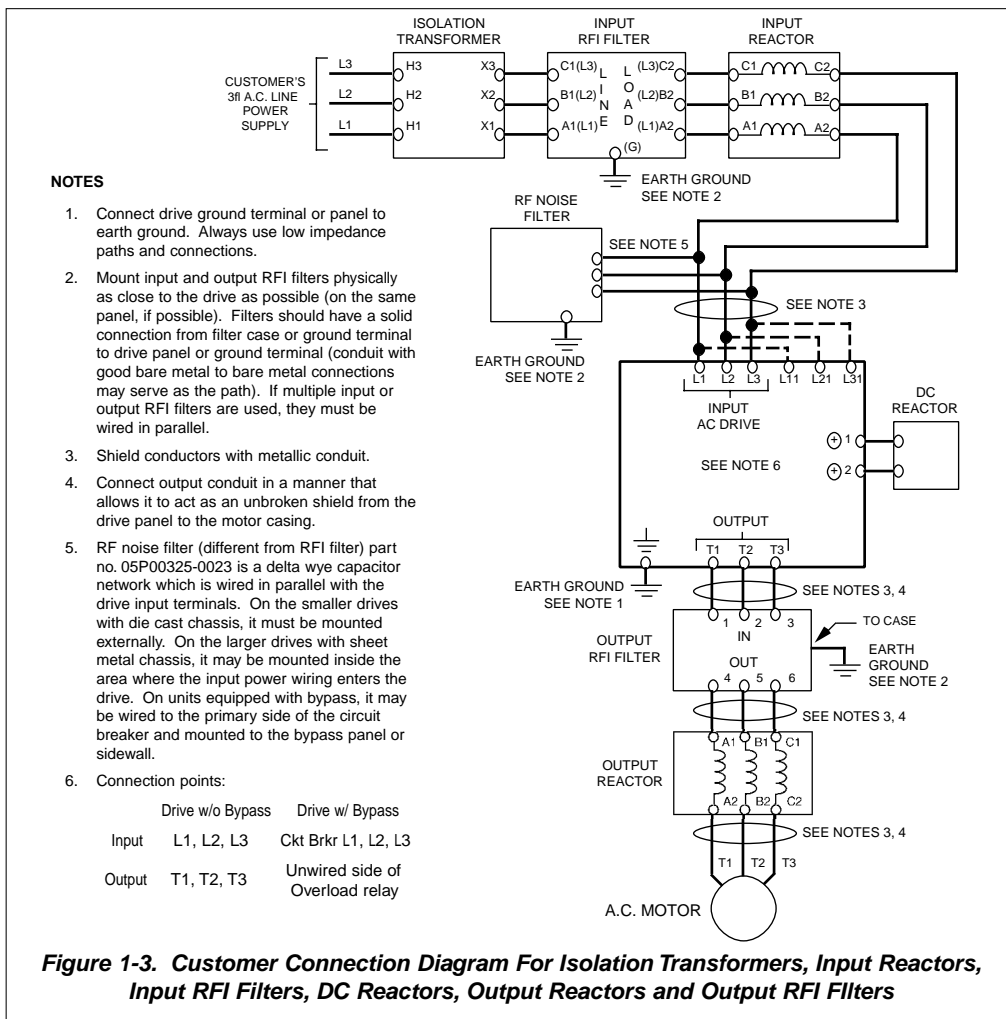 ISOLATION
TRANSFORMER
INPUT
RFI FILTER
INPUT
REACTOR
CUSTOMER'S
3fl A.C. LINE
POWER
SUPPLY
L3
L2
L1
H3
H2
H1
X3
X2
X1
C1(L3)
B1(L2)
A1(L1)
L
I
N
E
L
O
A
D
(L3)C2
(L2)B2
(L1)A2
(G)
C1
C2
B1
B2
A1
A2
EARTH GROUND
SEE NOTE 2
NOTES
1. Connect drive ground terminal or panel to
earth ground. Always use low impedance
paths and connections.
2. Mount input and output RFI filters physically
as close to the drive as possible (on the same
panel, if possible). Filters should have a solid
connection from filter case or ground terminal
to drive panel or ground terminal (conduit with
good bare metal to bare metal connections
may serve as the path). If multiple input or
output RFI filters are used, they must be
wired in parallel.
3. Shield conductors with metallic conduit.
4. Connect output conduit in a manner that
allows it to act as an unbroken shield from the
drive panel to the motor casing.
5. RF noise filter (different from RFI filter) part
no. 05P00325-0023 is a delta wye capacitor
network which is wired in parallel with the
drive input terminals. On the smaller drives
with die cast chassis, it must be mounted
externally. On the larger drives with sheet
metal chassis, it may be mounted inside the
area where the input power wiring enters the
drive. On units equipped with bypass, it may
be wired to the primary side of the circuit
breaker and mounted to the bypass panel or
sidewall.
6. Connection points:
Drive w/o Bypass Drive w/ Bypass
Input L1, L2, L3 Ckt Brkr L1, L2, L3
Output T1, T2, T3 Unwired side of
Overload relay
RF NOISE
FILTER
SEE NOTE 5
SEE NOTE 3
EARTH GROUND
SEE NOTE 2
L1 L2 L3 L11 L21 L31
INPUT
AC DRIVE
SEE NOTE 6
DC
REACTOR
+ 1
+ 2
OUTPUT
T1 T2 T3
EARTH GROUND
SEE NOTE 1
SEE NOTES 3, 4
OUTPUT
RFI FILTER
1 2 3
IN
OUT
4 5 6
TO CASE
EARTH
GROUND
SEE NOTE 2
SEE NOTES 3, 4
OUTPUT
REACTOR
A1 B1 C1
A2 B2 C2
SEE NOTES 3, 4
T1 T2 T3
A.C. MOTOR
Figure 1-3. Customer Connection Diagram For Isolation Transformers, Input Reactors,
Input RFI Filters, DC Reactors, Output Reactors and Output RFI FIlters